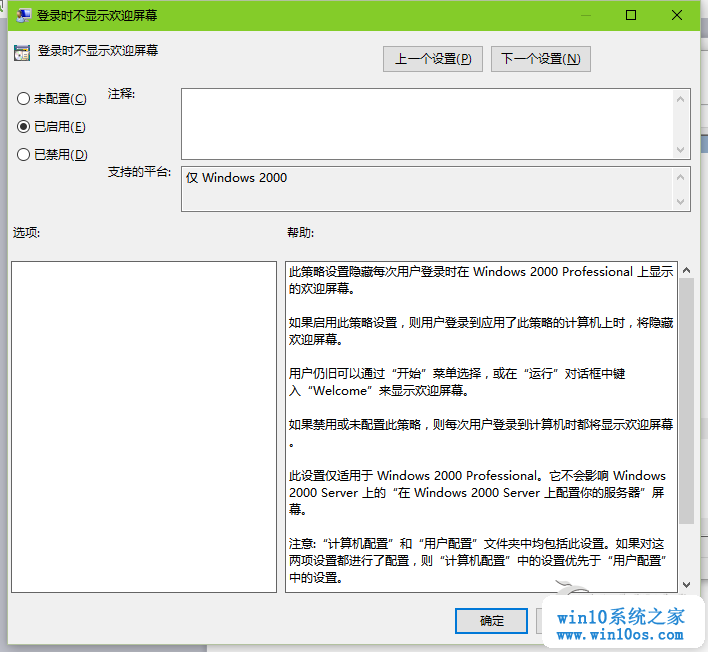 登录时不显示欢迎屏幕
登录时不显示欢迎屏幕
上一个设置(P)
下一个设置(N)
未配置(C)
注释:
已启用(E)
已禁用(D)
支持的平台:
仅 Windows 2000
选项:
帮助:
此策略设置隐藏每次用户登录时在 Windows 2000 Professional 上显示
的欢迎屏幕。
如果启用此策略设置，则用户登录到应用了此策略的计算机上时，将隐藏
欢迎屏幕。
用户仍旧可以通过“开始”菜单选择，或在“运行”对话框中键
入“Welcome”来显示欢迎屏幕。
如果禁用或未配置此策略，则每次用户登录到计算机时都将显示欢迎屏幕
。
此设置仅适用于 Windows 2000 Professional。它不会影响 Windows
2000 Server 上的“在 Windows 2000 Server 上配置你的服务器”屏
幕。
注意:“计算机配置”和“用户配置”文件夹中均包括此设置。如果对这
两项设置都进行了配置，则“计算机配置”中的设置优先于“用户配置”
中的设置。
确定
win10系统之家
www.win10os.com